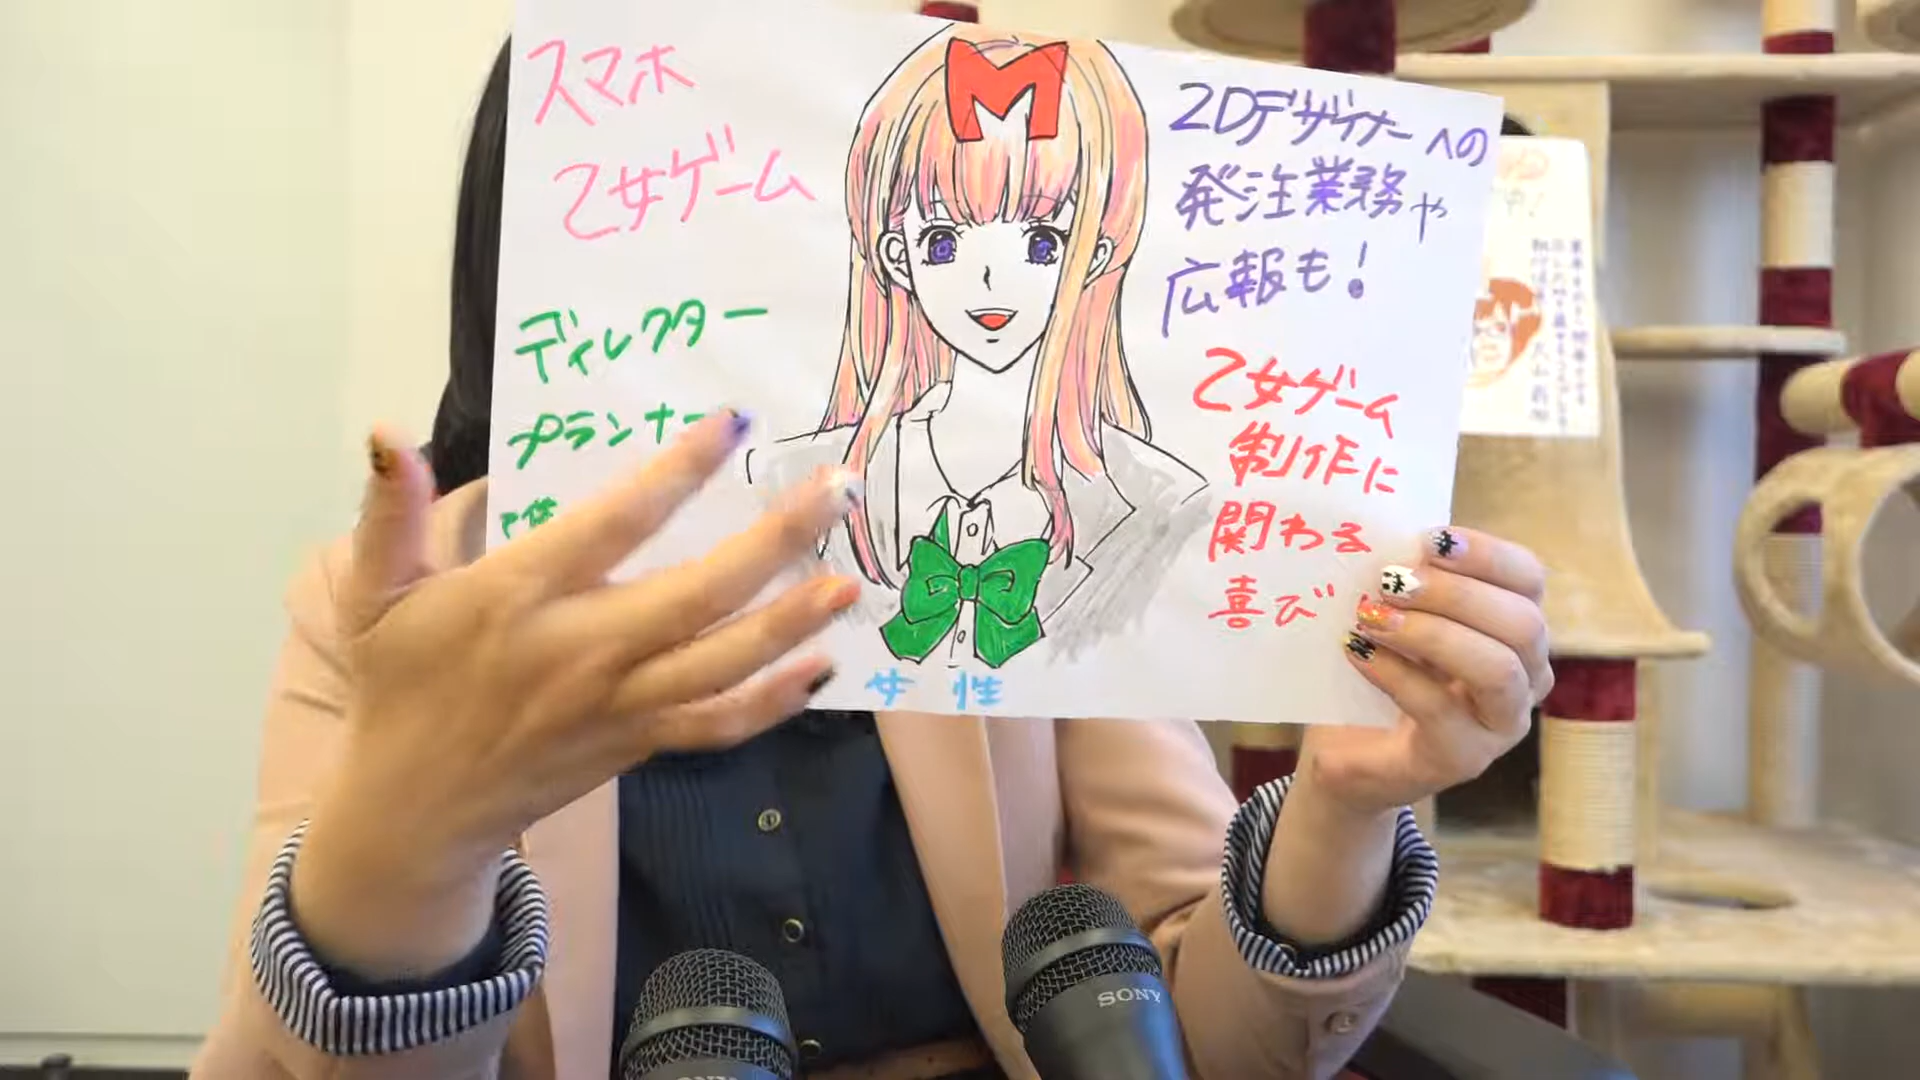 スマホ
乙女ゲーム
ディレクター
プランナー
M
2Dデザイナーへの
発注業務や
広報も!
乙女ゲーム
制作に
関わる
喜び
女性
SONY